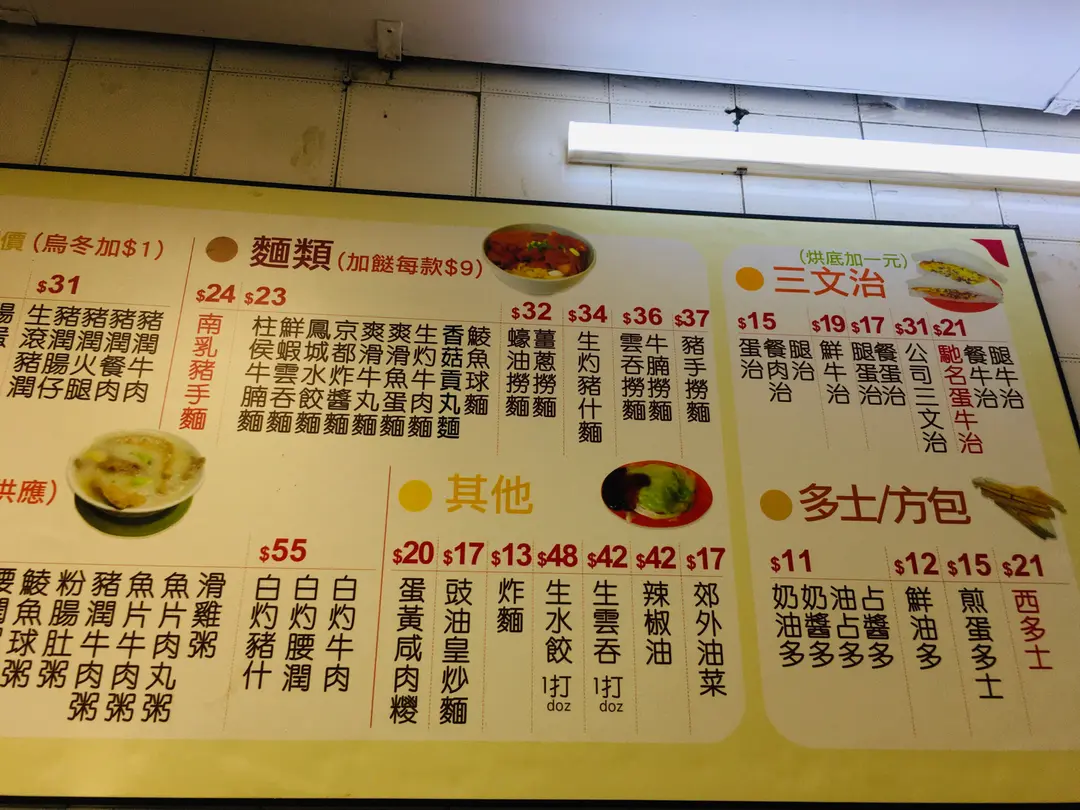 價(烏冬加$1)
$31
生滾豬潤
豬潤腸仔
豬潤火腿
豬潤餐肉
豬潤牛肉
麵類(加餸每款$9)
$24
南乳豬手麵
$23
柱侯牛腩麵
鮮蝦雲吞麵
鳳城水餃麵
京都炸醬麵
爽滑牛丸麵
爽滑魚蛋麵
生灼牛肉麵
香菇貢丸麵
鯪魚球麵
$32
蠔油撈麵
薑蔥撈麵
$34
生灼豬什麵
$36
雲吞撈麵
牛腩撈麵
$37
豬手撈麵
(烘底加一元)
三文治
$15
蛋治
餐肉治
腿治
$19
鮮牛治
$17
腿蛋治
餐蛋治
$31
公司三文治
$21
馳名蛋牛治
餐牛治
腿牛治
供應)
鯪魚球粥
粉腸肚粥
豬潤牛肉粥
魚片牛肉粥
魚片肉丸粥
滑雞粥
$55
白灼豬什
白灼腰潤
白灼牛肉
其他
$20
蛋黃咸肉糭
$17
豉油皇炒麵
$13
炸麵
$48
生水餃
1打
doz
$42
生雲吞
1打
doz
$42
辣椒油
$17
郊外油菜
多士/方包
$11
奶油多
奶醬多
油占多
占醬多
$12
鮮油多
$15
煎蛋多士
$21
西多士